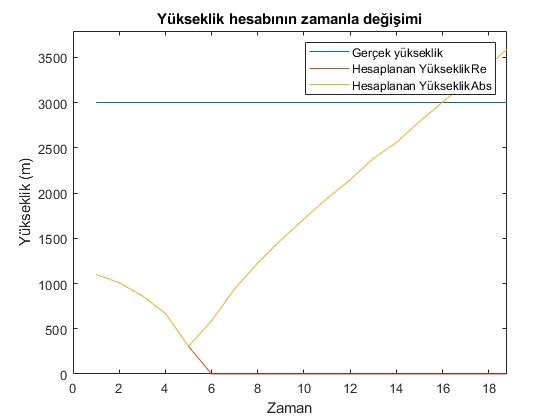 Yükseklik hesabının zamanla değişimi
Gerçek yükseklik
Hesaplanan YükseklikRe
Hesaplanan YükseklikAbs
3500
3000
2500
2000
1500
1000
500
0
Yükseklik (m)
0 2 4 6 8 10 12 14 16 18
Zaman